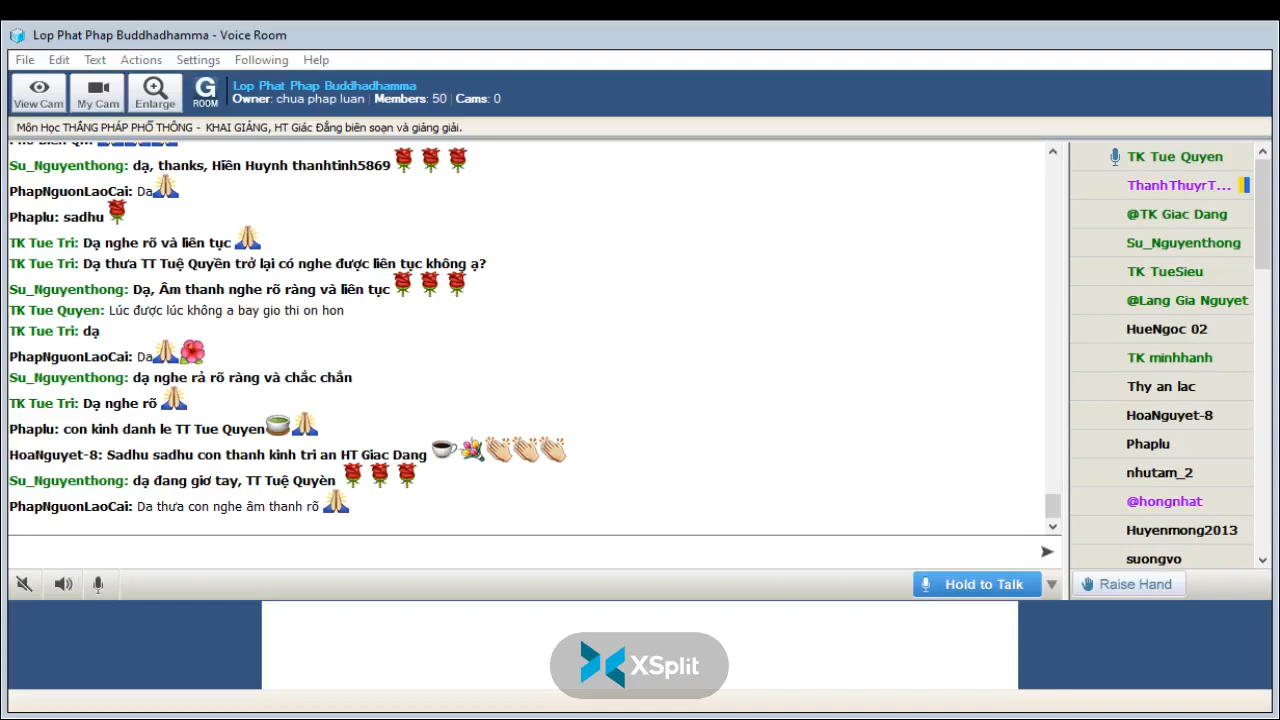 Lop Phat Phap Buddhadhamma - Voice Room
File Edit Text Actions Settings Following Help
View Cam My Cam Enlarge G ROOM
Lop Phat Phap Buddhadhamma
Owner: chua phap luan | Members: 50 | Cams: 0
Môn Học THẮNG PHÁP PHỔ THÔNG - KHAI GIẢNG, HT Giác Đẳng biên soạn và giảng giải.
Su_Nguyenthong: dạ, thanks, Hiền Huynh thanhtinh5869
PhapNguonLaoCai: Da
Phaplu: sadhu
TK Tue Tri: Dạ nghe rõ và liên tục
TK Tue Tri: Dạ thưa TT Tuệ Quyền trở lại có nghe được liên tục không ạ?
Su_Nguyenthong: Dạ, Âm thanh nghe rõ ràng và liên tục
TK Tue Quyen: Lúc được lúc không a bay gio thi on hon
TK Tue Tri: dạ
PhapNguonLaoCai: Da
Su_Nguyenthong: dạ nghe rả rõ ràng và chắc chắn
TK Tue Tri: Dạ nghe rõ
Phaplu: con kinh danh le TT Tue Quyen
HoaNguyet-8: Sadhu sadhu con thanh kinh tri an HT Giac Dang
Su_Nguyenthong: dạ đang giơ tay, TT Tuệ Quyèn
PhapNguonLaoCai: Da thưa con nghe âm thanh rõ
TK Tue Quyen
ThanhThuyrT...
@TK Giac Dang
Su_Nguyenthong
TK TueSieu
@Lang Gia Nguyet
HueNgoc 02
TK minhhanh
Thy an lac
HoaNguyet-8
Phaplu
nhutam_2
@hongnhat
Huyenmong2013
suongvo
Hold to Talk
Raise Hand
XSplit